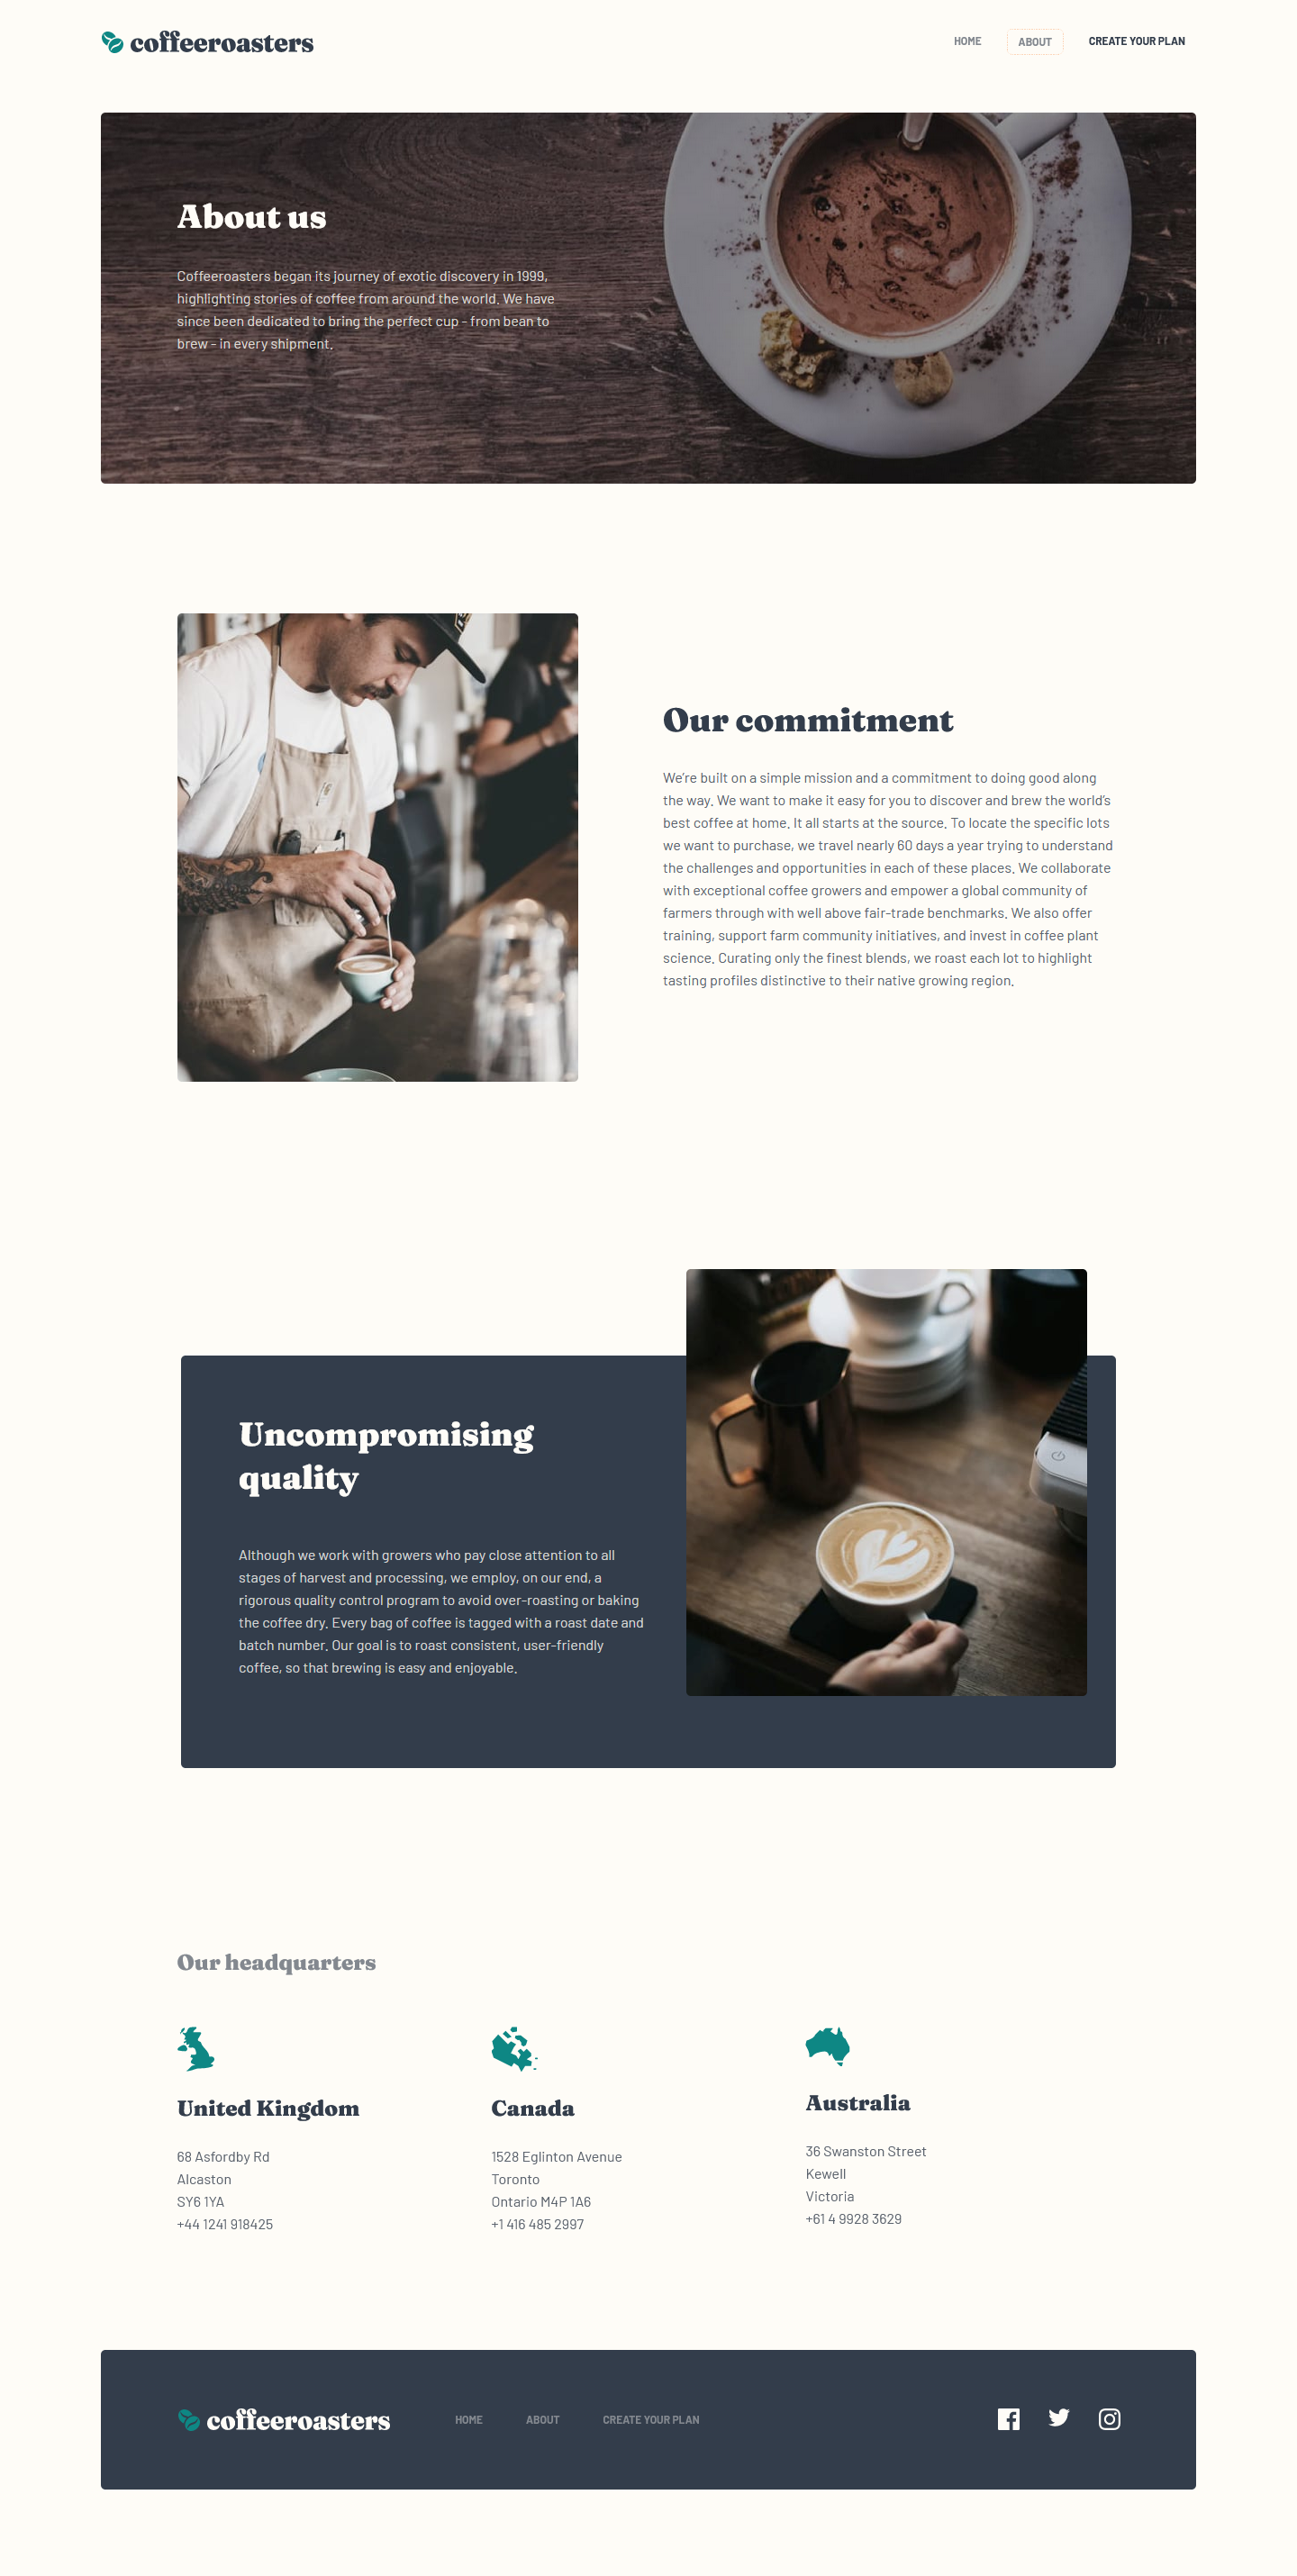 coffeeroasters
HOME
ABOUT
CREATE YOUR PLAN
About us
Coffeeroasters began its journey of exotic discovery in 1999,
highlighting stories of coffee from around the world. We have
since been dedicated to bring the perfect cup - from bean to
brew - in every shipment.
Our commitment
We’re built on a simple mission and a commitment to doing good along
the way. We want to make it easy for you to discover and brew the world’s
best coffee at home. It all starts at the source. To locate the specific lots
we want to purchase, we travel nearly 60 days a year trying to understand
the challenges and opportunities in each of these places. We collaborate
with exceptional coffee growers and empower a global community of
farmers through with well above fair-trade benchmarks. We also offer
training, support farm community initiatives, and invest in coffee plant
science. Curating only the finest blends, we roast each lot to highlight
tasting profiles distinctive to their native growing region.
Uncompromising
quality
Although we work with growers who pay close attention to all
stages of harvest and processing, we employ, on our end, a
rigorous quality control program to avoid over-roasting or baking
the coffee dry. Every bag of coffee is tagged with a roast date and
batch number. Our goal is to roast consistent, user-friendly
coffee, so that brewing is easy and enjoyable.
Our headquarters
United Kingdom
68 Asfordby Rd
Alcaston
SY6 1YA
+44 1241 918425
Canada
1528 Eglinton Avenue
Toronto
Ontario M4P 1A6
+1 416 485 2997
Australia
36 Swanston Street
Kewell
Victoria
+61 4 9928 3629
coffeeroasters
HOME
ABOUT
CREATE YOUR PLAN